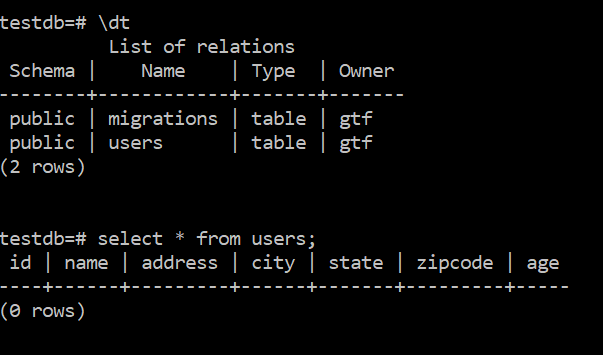 testdb=# \dt
          List of relations
 Schema |    Name    | Type  | Owner
--------+------------+-------+-------
 public | migrations | table | gtf
 public | users      | table | gtf
(2 rows)
testdb=# select * from users;
 id | name | address | city | state | zipcode | age
----+------+---------+------+-------+---------+-----
(0 rows)